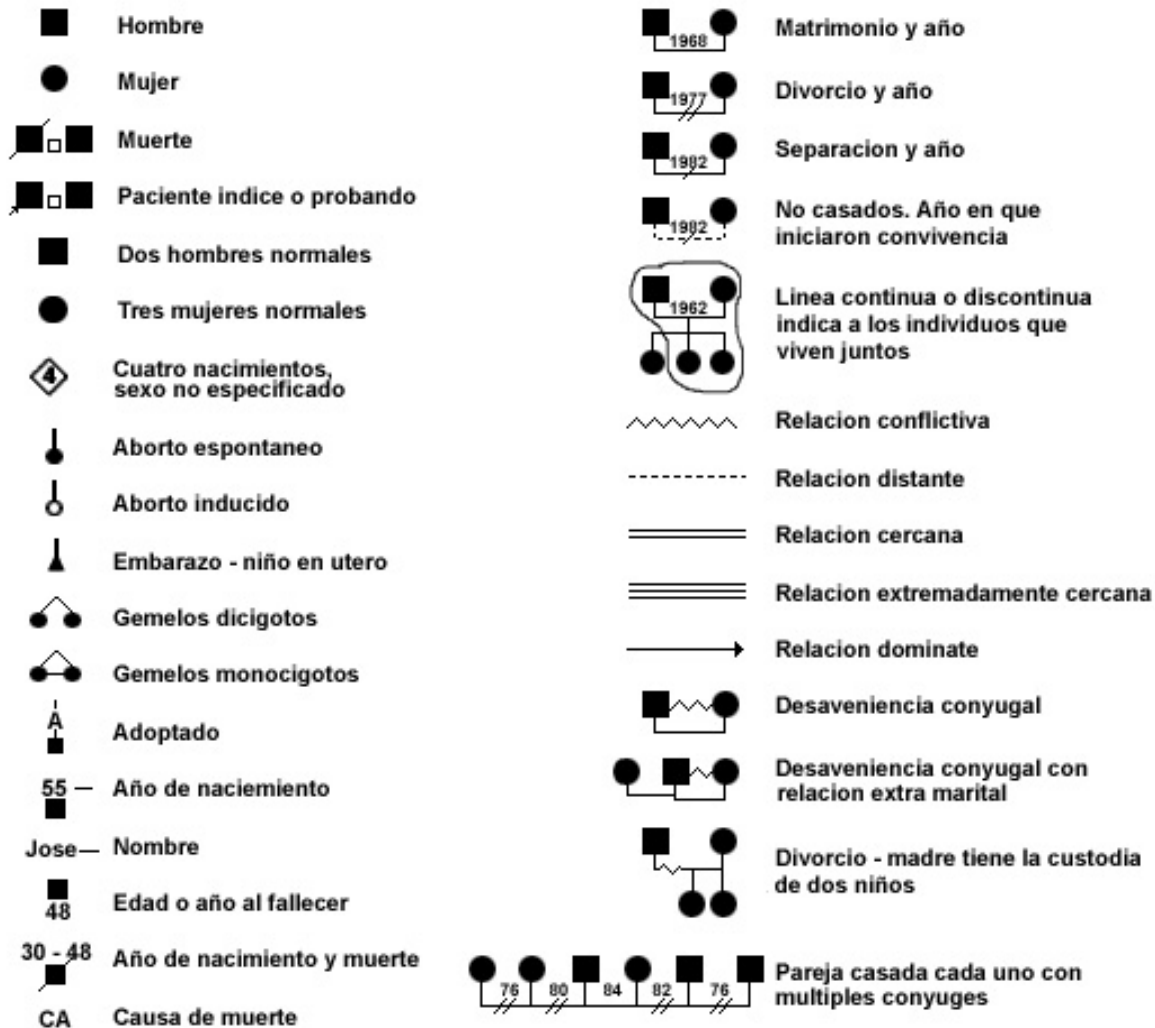 Hombre
Mujer
Muerte
Paciente indice o probando
Dos hombres normales
Tres mujeres normales
4
Cuatro nacimientos,
sexo no especificado
Aborto espontaneo
Aborto inducido
Embarazo - niño en utero
Gemelos dicigotos
Gemelos monocigotos
A
Adoptado
55 — Año de naciemiento
Jose — Nombre
48
Edad o año al fallecer
30 - 48
Año de nacimiento y muerte
CA Causa de muerte
1968
Matrimonio y año
1977
Divorcio y año
1982
Separacion y año
1982
No casados. Año en que
iniciaron convivencia
1962
Linea continua o discontinua
indica a los individuos que
viven juntos
Relacion conflictiva
Relacion distante
Relacion cercana
Relacion extremadamente cercana
Relacion dominate
Desaveniencia conyugal
Desaveniencia conyugal con
relacion extra marital
Divorcio - madre tiene la custodia
de dos niños
76 80 84 82 76
Pareja casada cada uno con
multiples conyuges